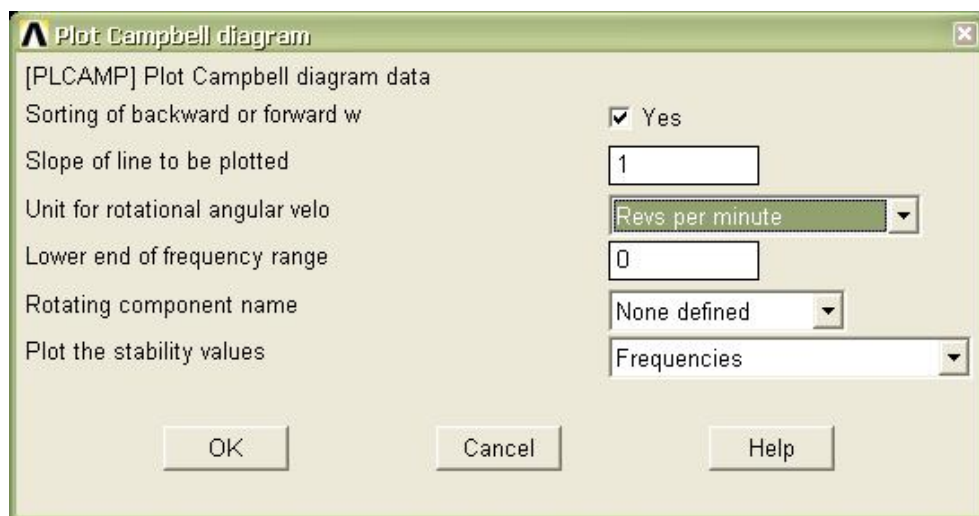 Plot Campbell diagram
[PLCAMP] Plot Campbell diagram data
Sorting of backward or forward w
Yes
Slope of line to be plotted
1
Unit for rotational angular velo
Revs per minute
Lower end of frequency range
0
Rotating component name
None defined
Plot the stability values
Frequencies
OK
Cancel
Help